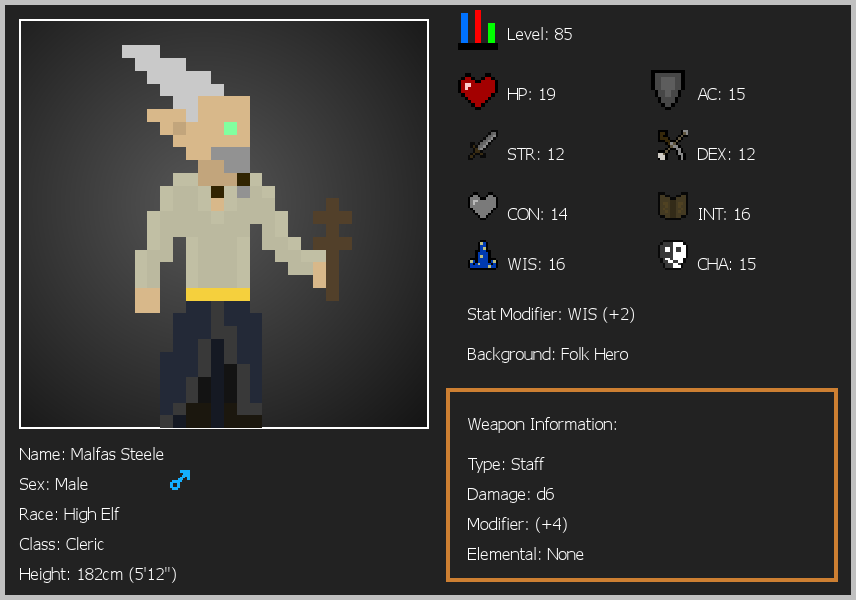 Level: 85
HP: 19
AC: 15
STR: 12
DEX: 12
CON: 14
INT: 16
WIS: 16
CHA: 15
Stat Modifier: WIS (+2)
Background: Folk Hero
Weapon Information:
Type: Staff
Damage: d6
Modifier: (+4)
Elemental: None
Name: Malfas Steele
Sex: Male
Race: High Elf
Class: Cleric
Height: 182cm (5'12")